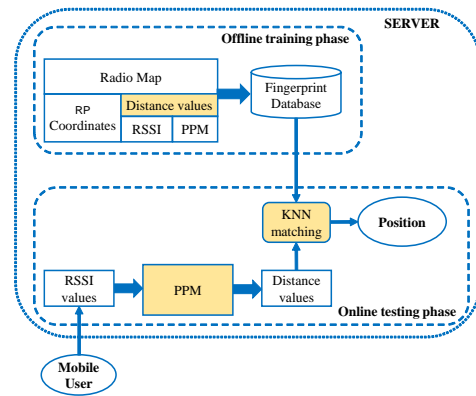 SERVER
Offline training phase
Radio Map
RP
Coordinates
Distance values
RSSI
PPM
Fingerprint
Database
KNN
matching
Position
RSSI
values
PPM
Distance
values
Online testing phase
Mobile
User